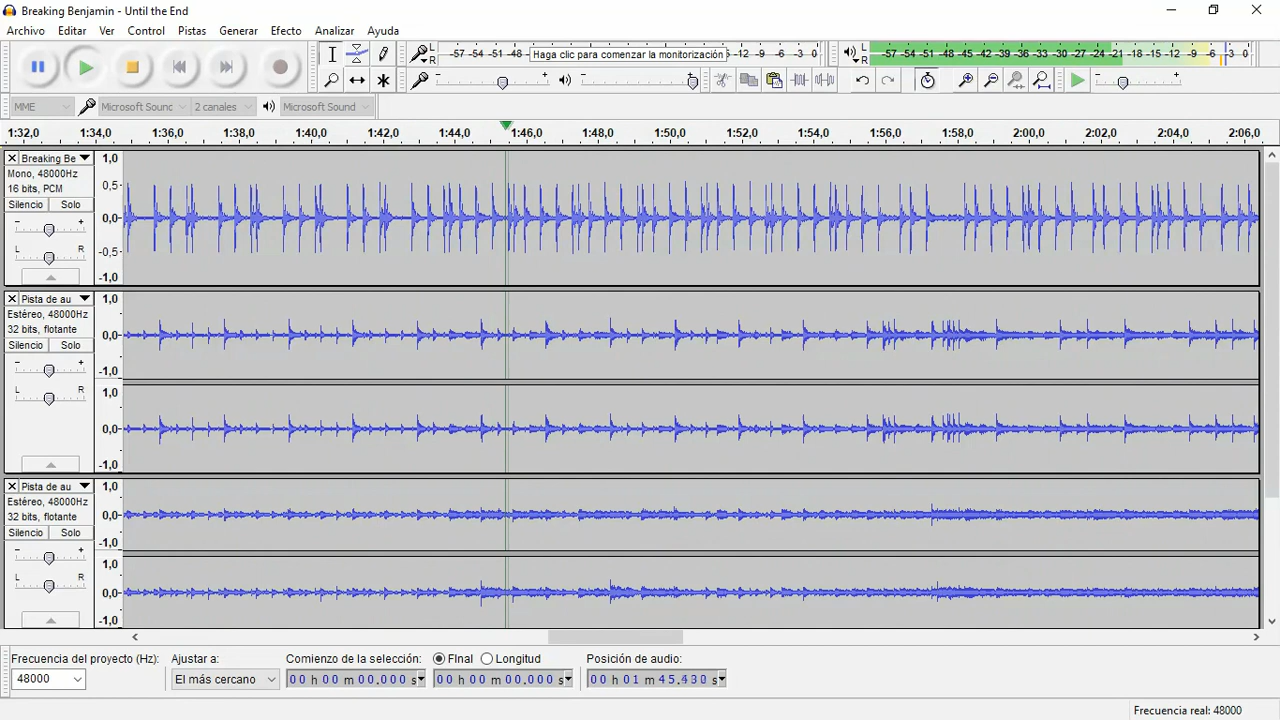 Breaking Benjamin - Until the End
Archivo Editar Ver Control Pistas Generar Efecto Analizar Ayuda
L R -57 -54 -51 -48 Haga clic para comenzar la monitorización -12 -9 -6 -3 0
L R -57 -54 -51 -48 -45 -42 -39 -36 -33 -30 -27 -24 -21 -18 -15 -12 -9 -6 -3 0
- + - + - +
MME Microsoft Sound 2 canales Microsoft Sound
1:32,0 1:34,0 1:36,0 1:38,0 1:40,0 1:42,0 1:44,0 1:46,0 1:48,0 1:50,0 1:52,0 1:54,0 1:56,0 1:58,0 2:00,0 2:02,0 2:04,0 2:06,0
Breaking Be 1,0
Mono, 48000Hz
16 bits, PCM 0,5
Silencio Solo
- + 0,0
L R -0,5
-1,0
Pista de au 1,0
Estéreo, 48000Hz
32 bits, flotante 0,0
Silencio Solo
- + -1,0
L R 1,0
0,0
-1,0
Pista de au 1,0
Estéreo, 48000Hz
32 bits, flotante 0,0
Silencio Solo
- + -1,0
L R 1,0
0,0
-1,0
Frecuencia del proyecto (Hz): Ajustar a: Comienzo de la selección: FInal Longitud Posición de audio:
48000 El más cercano 00 h 00 m 00.000 s 00 h 00 m 00.000 s 00 h 01 m 45.430 s
Frecuencia real: 48000